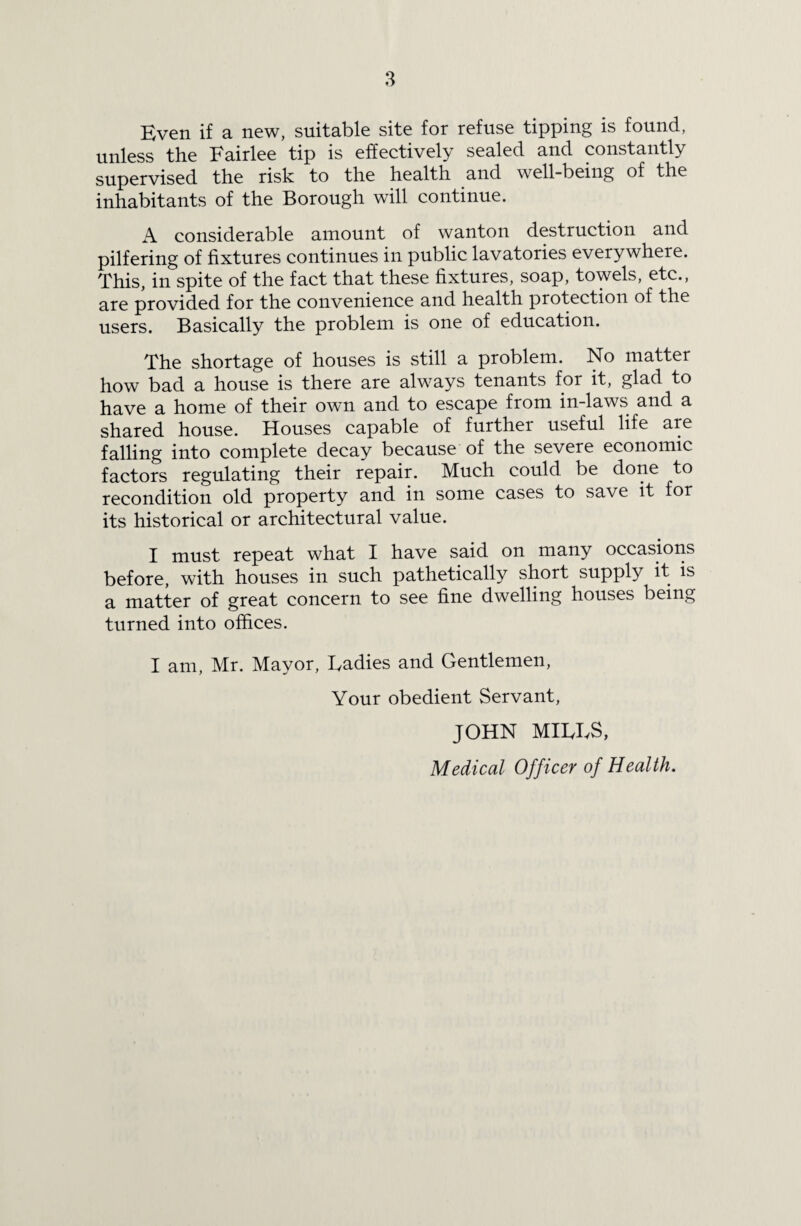 3
Even if a new, suitable site for refuse tipping is found,
unless the Fairlee tip is effectively sealed and constantly
supervised the risk to the health and well-being of the
inhabitants of the Borough will continue.
A considerable amount of wanton destruction and
pilfering of fixtures continues in public lavatories everywhere.
This, in spite of the fact that these fixtures, soap, towels, etc.,
are provided for the convenience and health protection of the
users. Basically the problem is one of education.
The shortage of houses is still a problem. No matter
how bad a house is there are always tenants for it, glad to
have a home of their own and to escape from in-laws and a
shared house. Houses capable of further useful life are
falling into complete decay because of the severe economic
factors regulating their repair. Much could be done to
recondition old property and in some cases to save it for
its historical or architectural value.
I must repeat what I have said on many occasions
before, with houses in such pathetically short supply it is
a matter of great concern to see fine dwelling houses being
turned into offices.
I am, Mr. Mayor, Ladies and Gentlemen,
Your obedient Servant,
JOHN MILLS,
Medical Officer of Health.